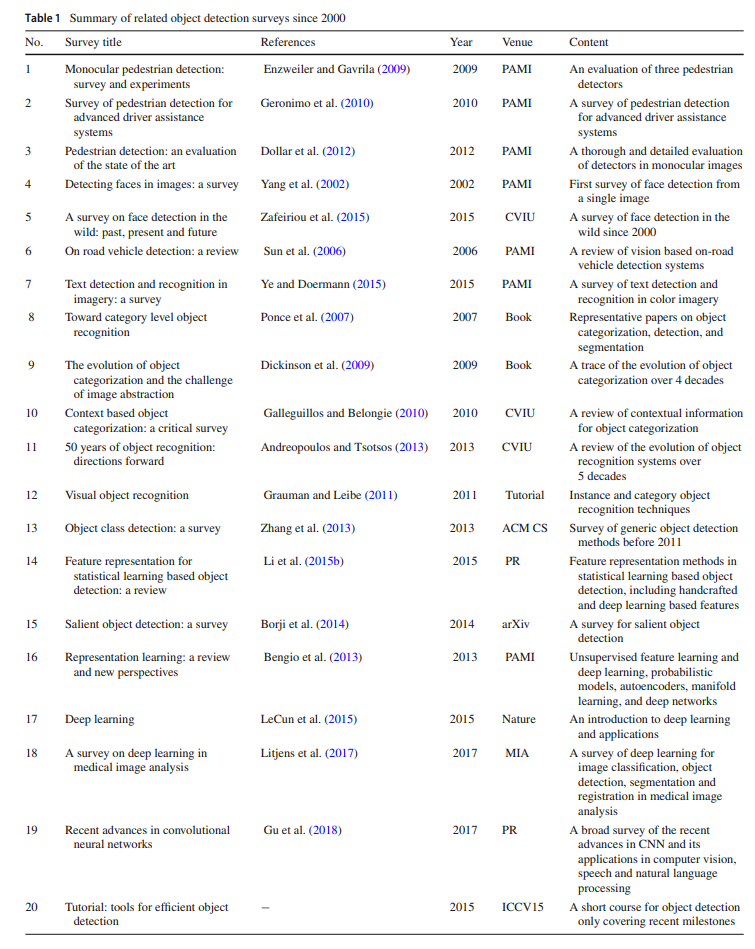 Table 1 Summary of related object detection surveys since 2000
No. Survey title References Year Venue Content
1 Monocular pedestrian detection: Enzweiler and Gavrila (2009) 2009 PAMI An evaluation of three pedestrian
survey and experiments detectors
2 Survey of pedestrian detection for Geronimo et al. (2010) 2010 PAMI A survey of pedestrian detection
advanced driver assistance for advanced driver assistance
systems systems
3 Pedestrian detection: an evaluation Dollar et al. (2012) 2012 PAMI A thorough and detailed evaluation
of the state of the art of detectors in monocular images
4 Detecting faces in images: a survey Yang et al. (2002) 2002 PAMI First survey of face detection from
a single image
5 A survey on face detection in the Zafeiriou et al. (2015) 2015 CVIU A survey of face detection in the
wild: past, present and future wild since 2000
6 On road vehicle detection: a review Sun et al. (2006) 2006 PAMI A review of vision based on-road
vehicle detection systems
7 Text detection and recognition in Ye and Doermann (2015) 2015 PAMI A survey of text detection and
imagery: a survey recognition in color imagery
8 Toward category level object Ponce et al. (2007) 2007 Book Representative papers on object
recognition categorization, detection, and
segmentation
9 The evolution of object Dickinson et al. (2009) 2009 Book A trace of the evolution of object
categorization and the challenge categorization over 4 decades
of image abstraction
10 Context based object Galleguillos and Belongie (2010) 2010 CVIU A review of contextual information
categorization: a critical survey for object categorization
11 50 years of object recognition: Andreopoulos and Tsotsos (2013) 2013 CVIU A review of the evolution of object
directions forward recognition systems over
5 decades
12 Visual object recognition Grauman and Leibe (2011) 2011 Tutorial Instance and category object
recognition techniques
13 Object class detection: a survey Zhang et al. (2013) 2013 ACM CS Survey of generic object detection
methods before 2011
14 Feature representation for Li et al. (2015b) 2015 PR Feature representation methods in
statistical learning based object statistical learning based object
detection: a review detection, including handcrafted
and deep learning based features
15 Salient object detection: a survey Borji et al. (2014) 2014 arXiv A survey for salient object
detection
16 Representation learning: a review Bengio et al. (2013) 2013 PAMI Unsupervised feature learning and
and new perspectives deep learning, probabilistic
models, autoencoders, manifold
learning, and deep networks
17 Deep learning LeCun et al. (2015) 2015 Nature An introduction to deep learning
and applications
18 A survey on deep learning in Litjens et al. (2017) 2017 MIA A survey of deep learning for
medical image analysis image classification, object
detection, segmentation and
registration in medical image
analysis
19 Recent advances in convolutional Gu et al. (2018) 2017 PR A broad survey of the recent
neural networks advances in CNN and its
applications in computer vision,
speech and natural language
processing
20 Tutorial: tools for efficient object – 2015 ICCV15 A short course for object detection
detection only covering recent milestones